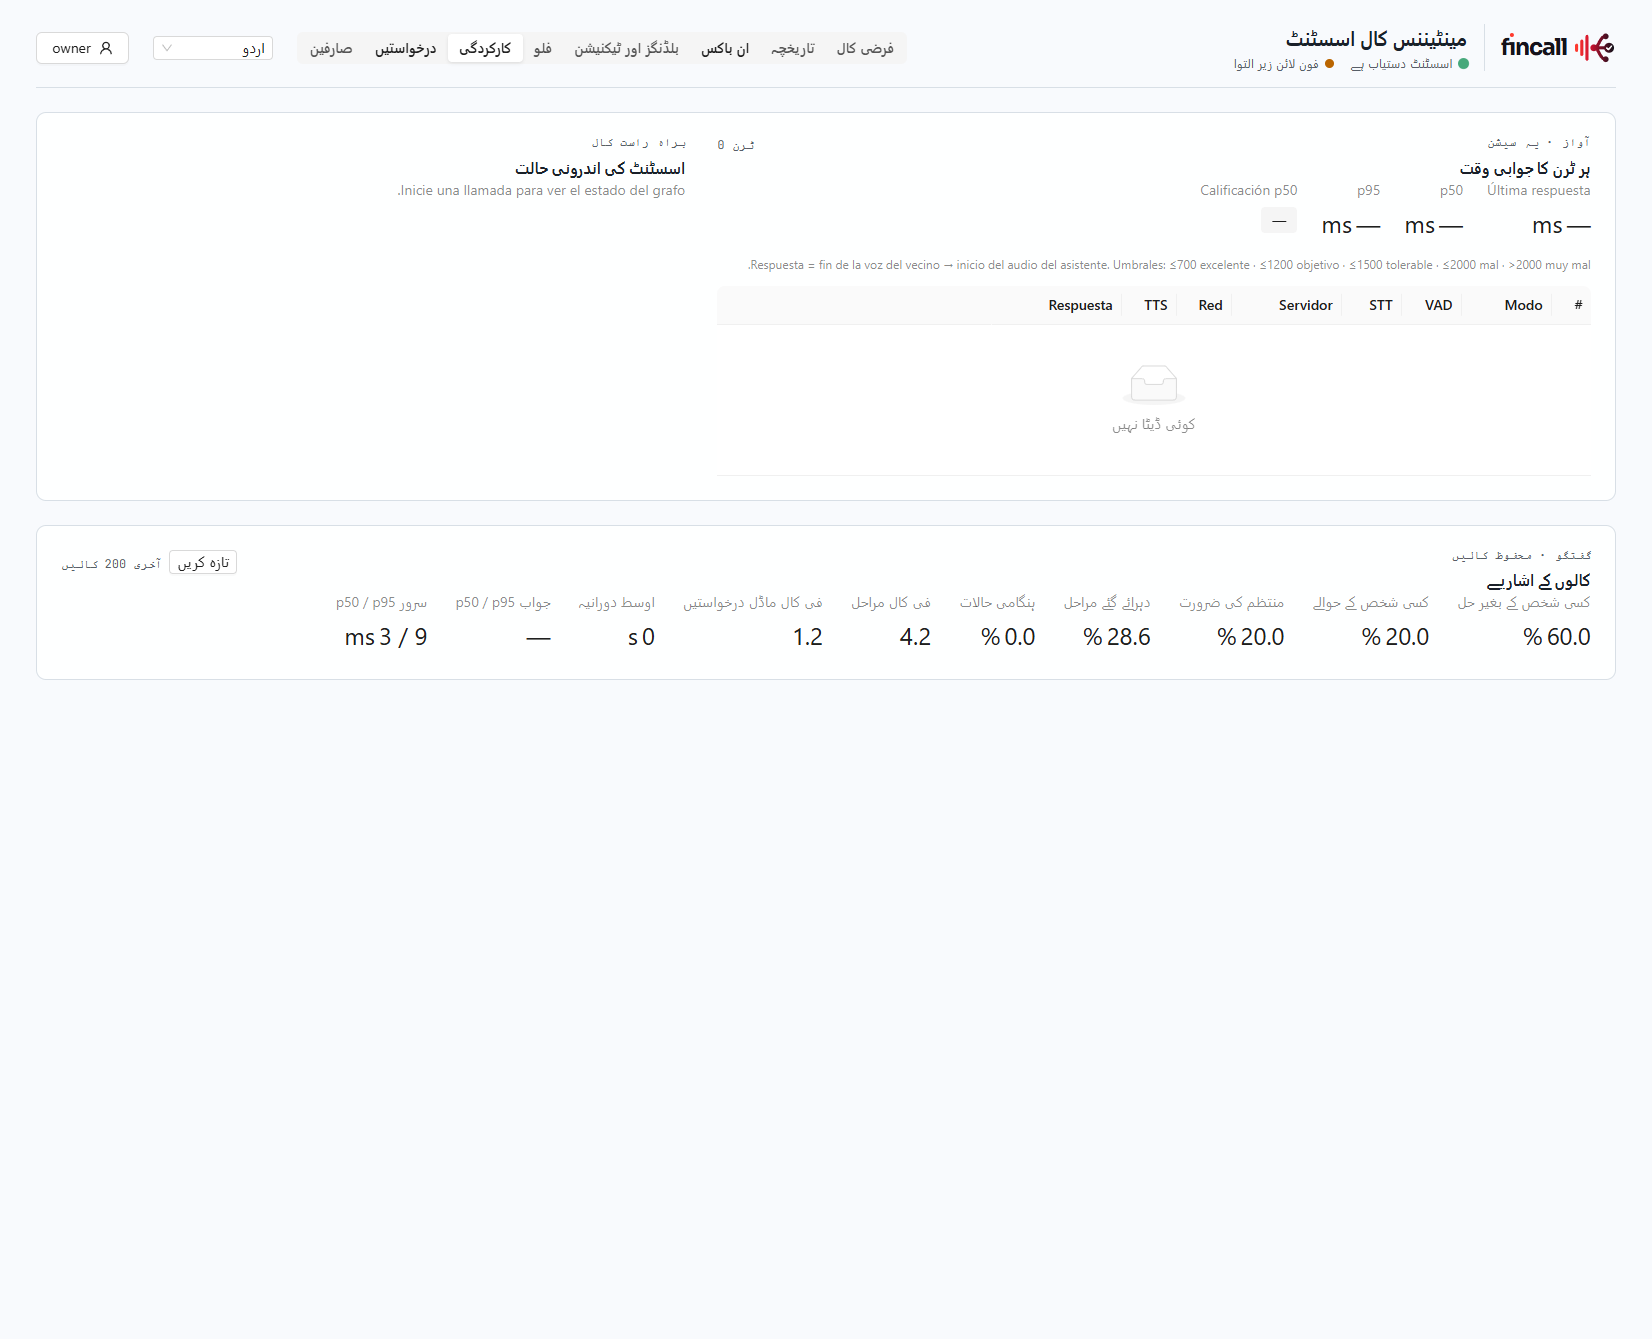 fincall
مینٹیننس کال اسسٹنٹ
اسسٹنٹ دستیاب ہے
فون لائن زیر التوا
فرضی کال
تاریخچہ
ان باکس
بلڈنگز اور ٹیکنیشن
فلو
کارکردگی
درخواستیں
صارفین
اردو
owner
آواز · یہ سیشن
ہر ٹرن کا جوابی وقت
ٹرن 0
Última respuesta
p50
p95
Calificación p50
— ms
— ms
— ms
—
Respuesta = fin de la voz del vecino → inicio del audio del asistente. Umbrales: ≤700 excelente · ≤1200 objetivo · ≤1500 tolerable · ≤2000 mal · >2000 muy mal.
# Modo VAD STT Servidor Red TTS Respuesta
کوئی ڈیٹا نہیں
براہ راست کال
اسسٹنٹ کی اندرونی حالت
Inicie una llamada para ver el estado del grafo.
گفتگو · محفوظ کالیں
کالوں کے اشاریے
تازہ کریں
آخری 200 کالیں
کسی شخص کے بغیر حل
60.0 %
کسی شخص کے حوالے
20.0 %
منتظم کی ضرورت
20.0 %
دہرائے گئے مراحل
28.6 %
ہنگامی حالات
0.0 %
فی کال مراحل
4.2
فی کال ماڈل درخواستیں
1.2
اوسط دورانیہ
0 s
جواب p50 / p95
—
سرور p50 / p95
3 / 9 ms